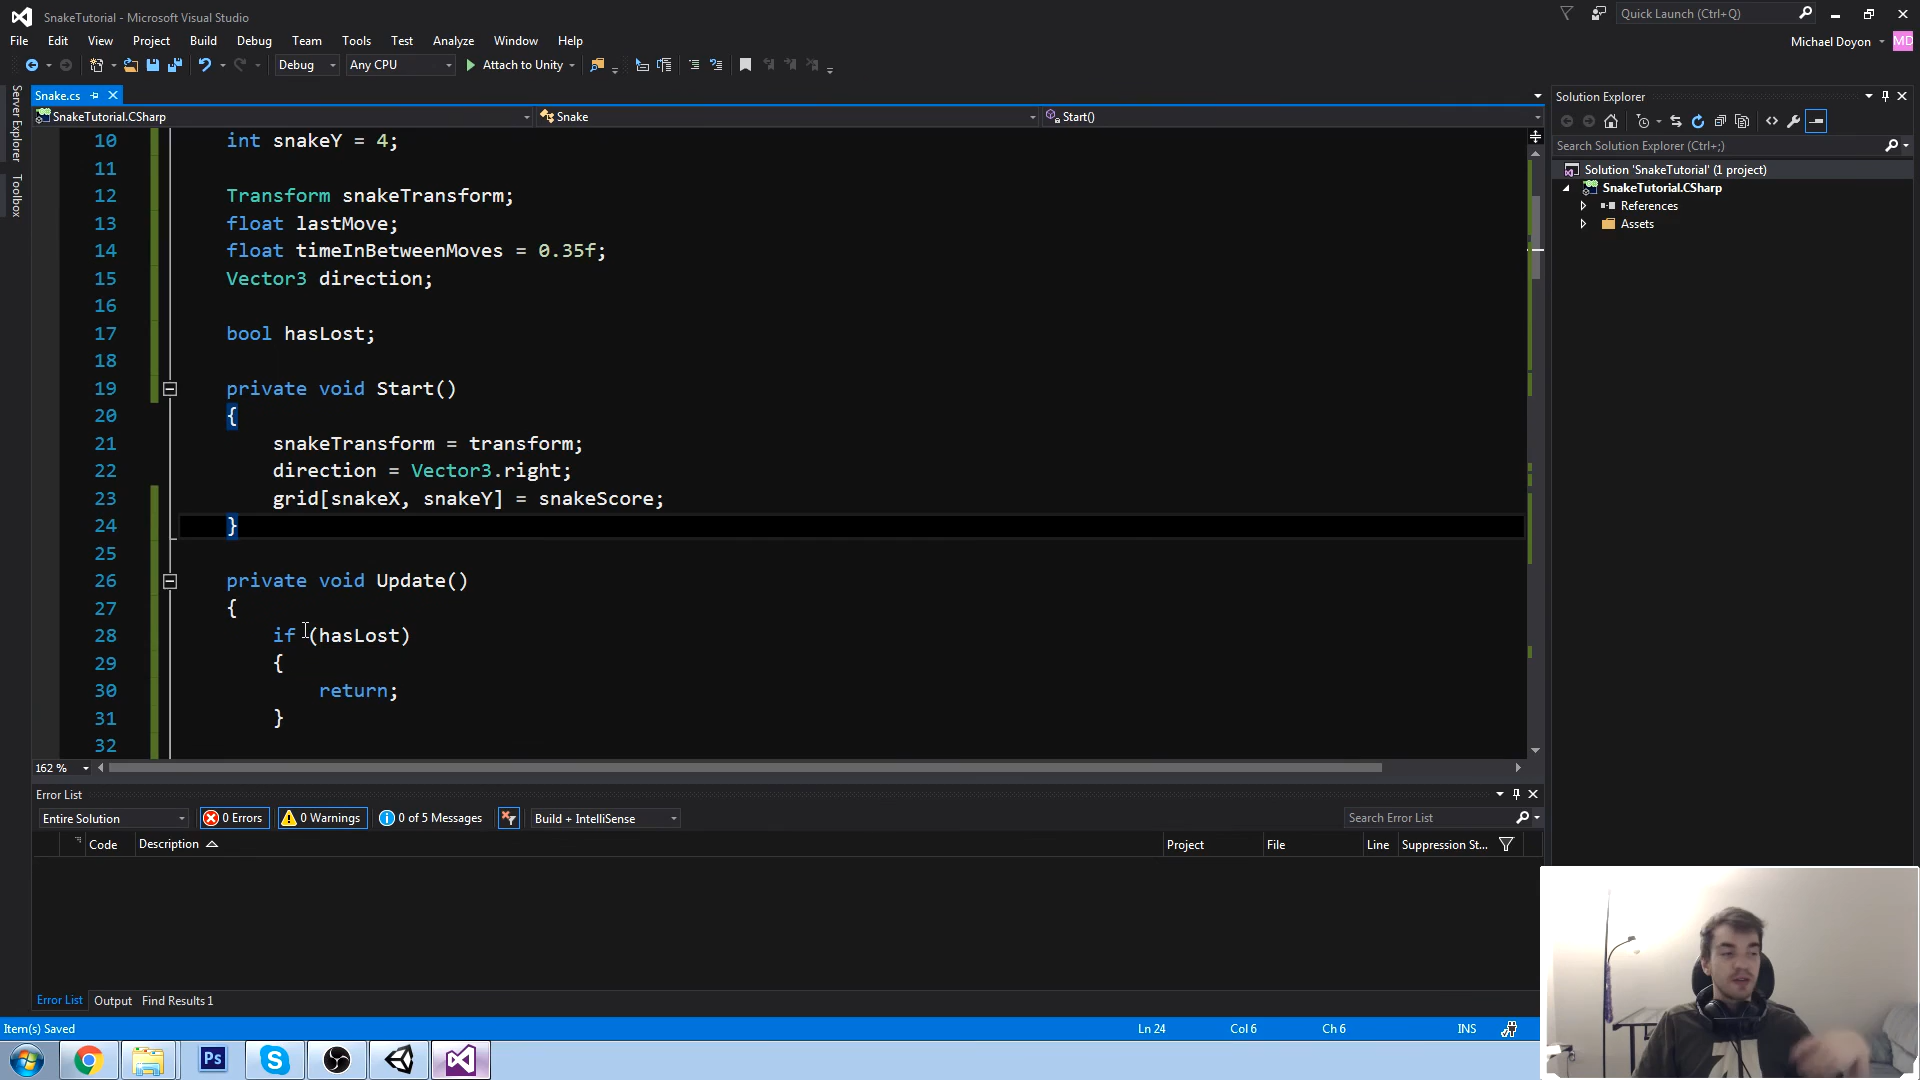 SnakeTutorial - Microsoft Visual Studio
Quick Launch (Ctrl+Q)
File Edit View Project Build Debug Team Tools Test Analyze Window Help
Michael Doyon MD
Debug Any CPU Attach to Unity
Server Explorer
Toolbox
Snake.cs
SnakeTutorial.CSharp Snake Start()
10 int snakeY = 4;
11
12 Transform snakeTransform;
13 float lastMove;
14 float timeInBetweenMoves = 0.35f;
15 Vector3 direction;
16
17 bool hasLost;
18
19 private void Start()
20 {
21 snakeTransform = transform;
22 direction = Vector3.right;
23 grid[snakeX, snakeY] = snakeScore;
24 }
25
26 private void Update()
27 {
28 if (hasLost)
29 {
30 return;
31 }
32
162 %
Solution Explorer
Search Solution Explorer (Ctrl+;)
Solution 'SnakeTutorial' (1 project)
SnakeTutorial.CSharp
References
Assets
Error List
Entire Solution 0 Errors 0 Warnings 0 of 5 Messages Build + IntelliSense Search Error List
Code Description Project File Line Suppression St...
Error List Output Find Results 1
Item(s) Saved Ln 24 Col 6 Ch 6 INS
Ps